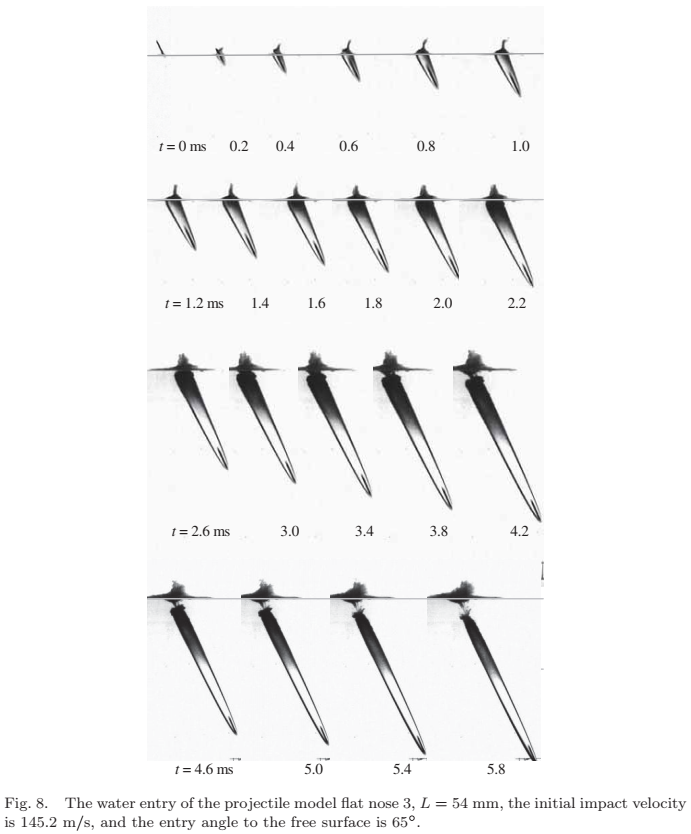 t = 0 ms 0.2 0.4 0.6 0.8 1.0
t = 1.2 ms 1.4 1.6 1.8 2.0 2.2
t = 2.6 ms 3.0 3.4 3.8 4.2
t = 4.6 ms 5.0 5.4 5.8
Fig. 8. The water entry of the projectile model flat nose 3, L = 54 mm, the initial impact velocity
is 145.2 m/s, and the entry angle to the free surface is 65°.